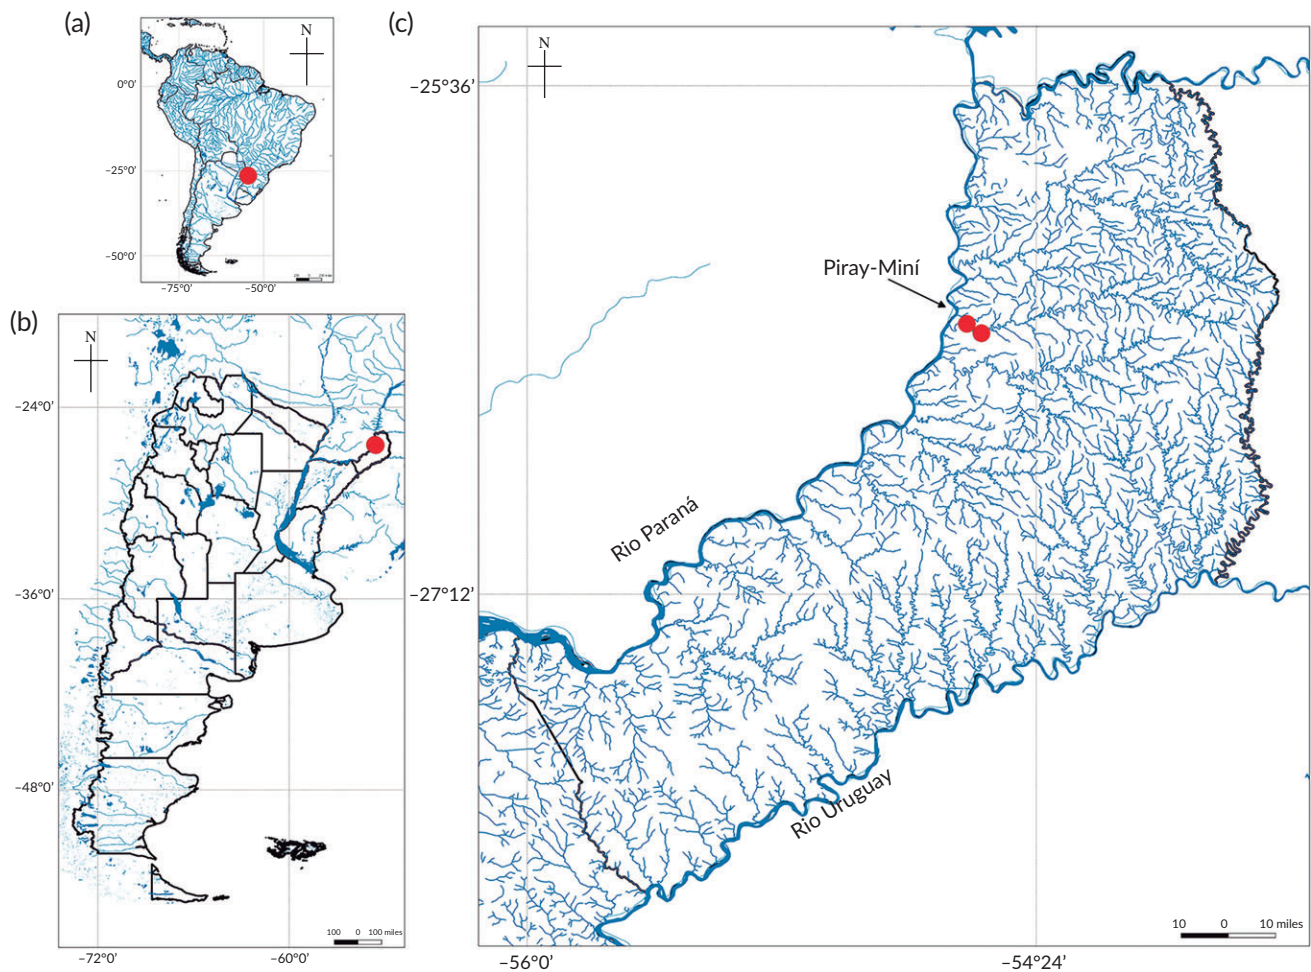 (a)
N
0°0'
−25°0'
−50°0'
−75°0'
−50°0'
(b)
N
−24°0'
−36°0'
−48°0'
100 0 100 miles
−72°0'
−60°0'
(c)
N
−25°36'
Piray-Miní
Rio Paraná
−27°12'
Rio Uruguay
10 0 10 miles
−56°0'
−54°24'